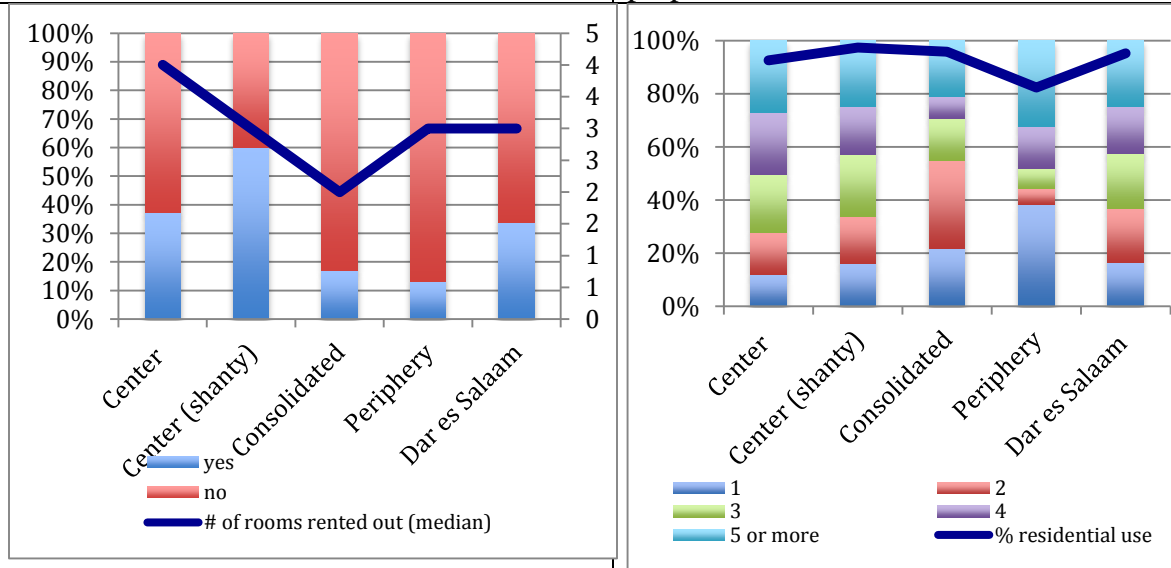 100%
90%
80%
70%
60%
50%
40%
30%
20%
10%
0%
5
4
4
3
3
2
2
1
1
0
Center
Center (shanty)
Consolidated
Periphery
Dar es Salaam
yes
no
# of rooms rented out (median)
100%
80%
60%
40%
20%
0%
Center
Center (shanty)
Consolidated
Periphery
Dar es Salaam
1 2
3 4
5 or more % residential use